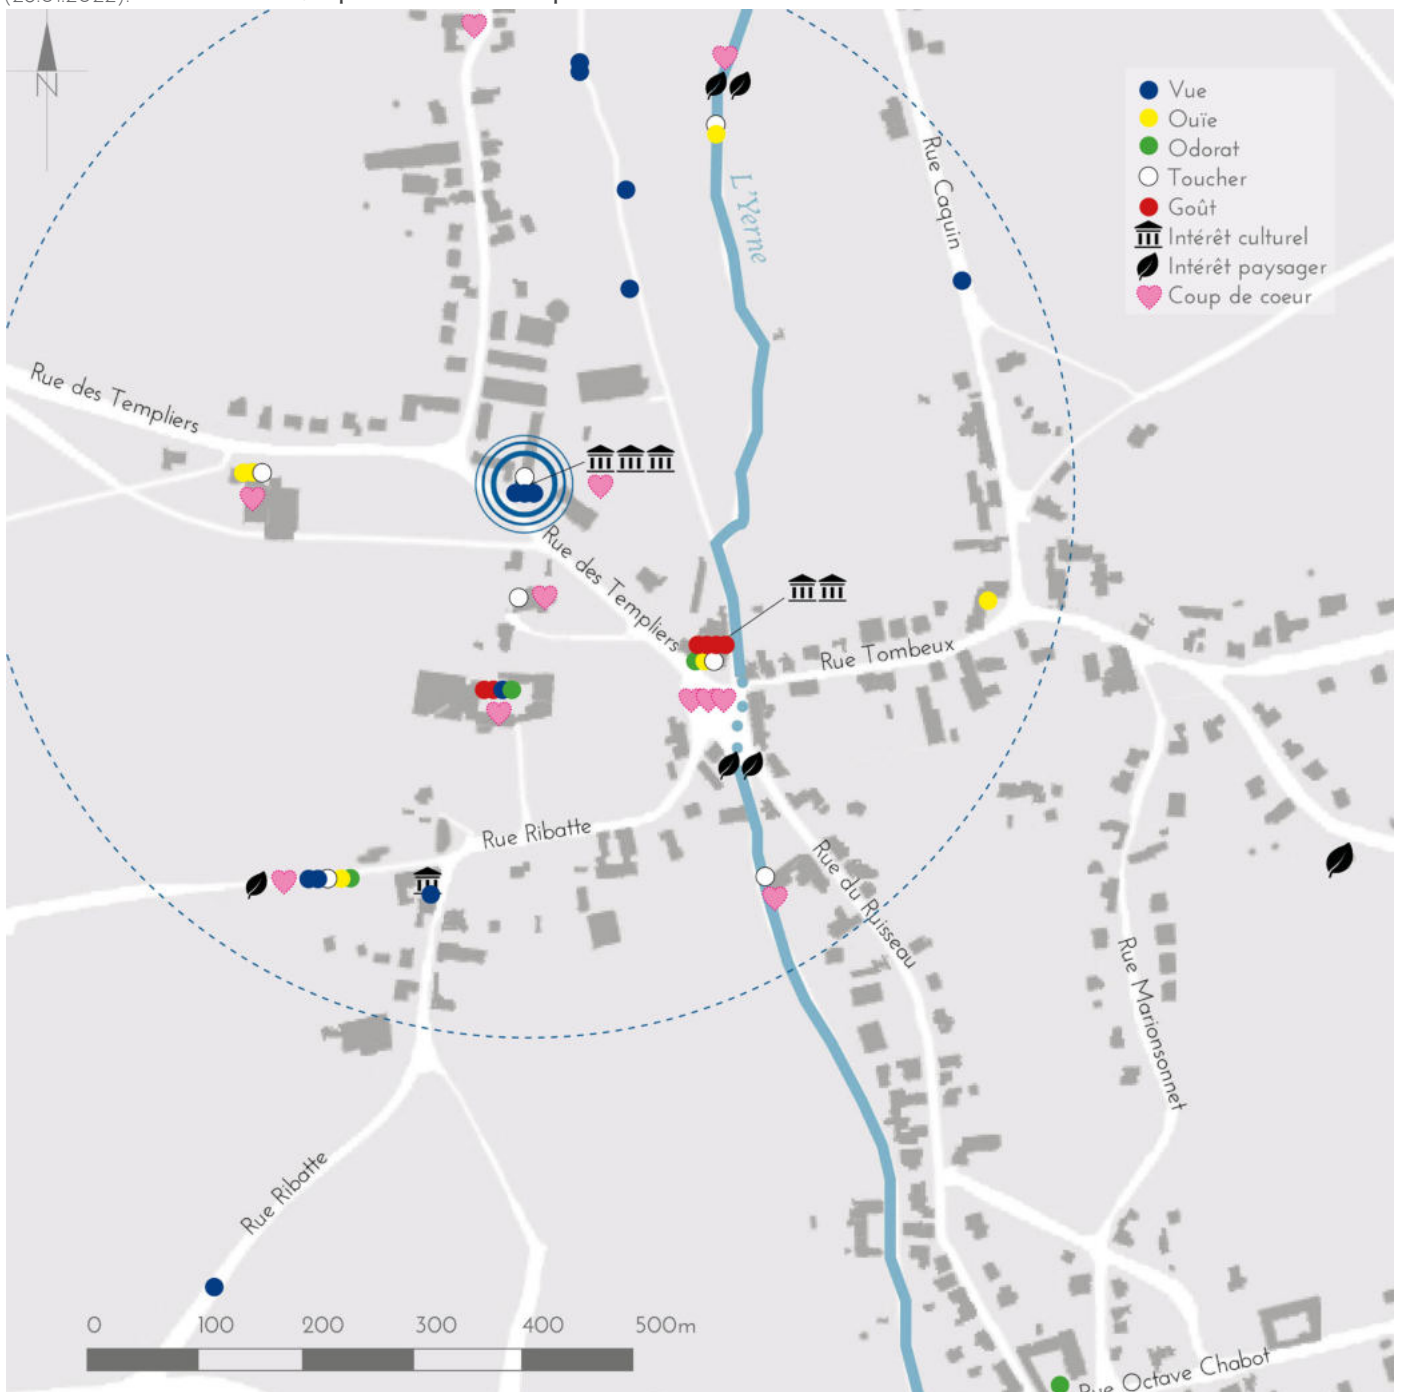 N
Vue
Ouïe
Odorat
Toucher
Goût
Intérêt culturel
Intérêt paysager
Coup de coeur
Rue Caquin
L'Yerne
Rue des Templiers
Rue des Templiers
Rue Tombeux
Rue Ribatte
Rue du Ruisseau
Rue Marionsonnet
Rue Ribatte
0 100 200 300 400 500m
Rue Octave Chabot